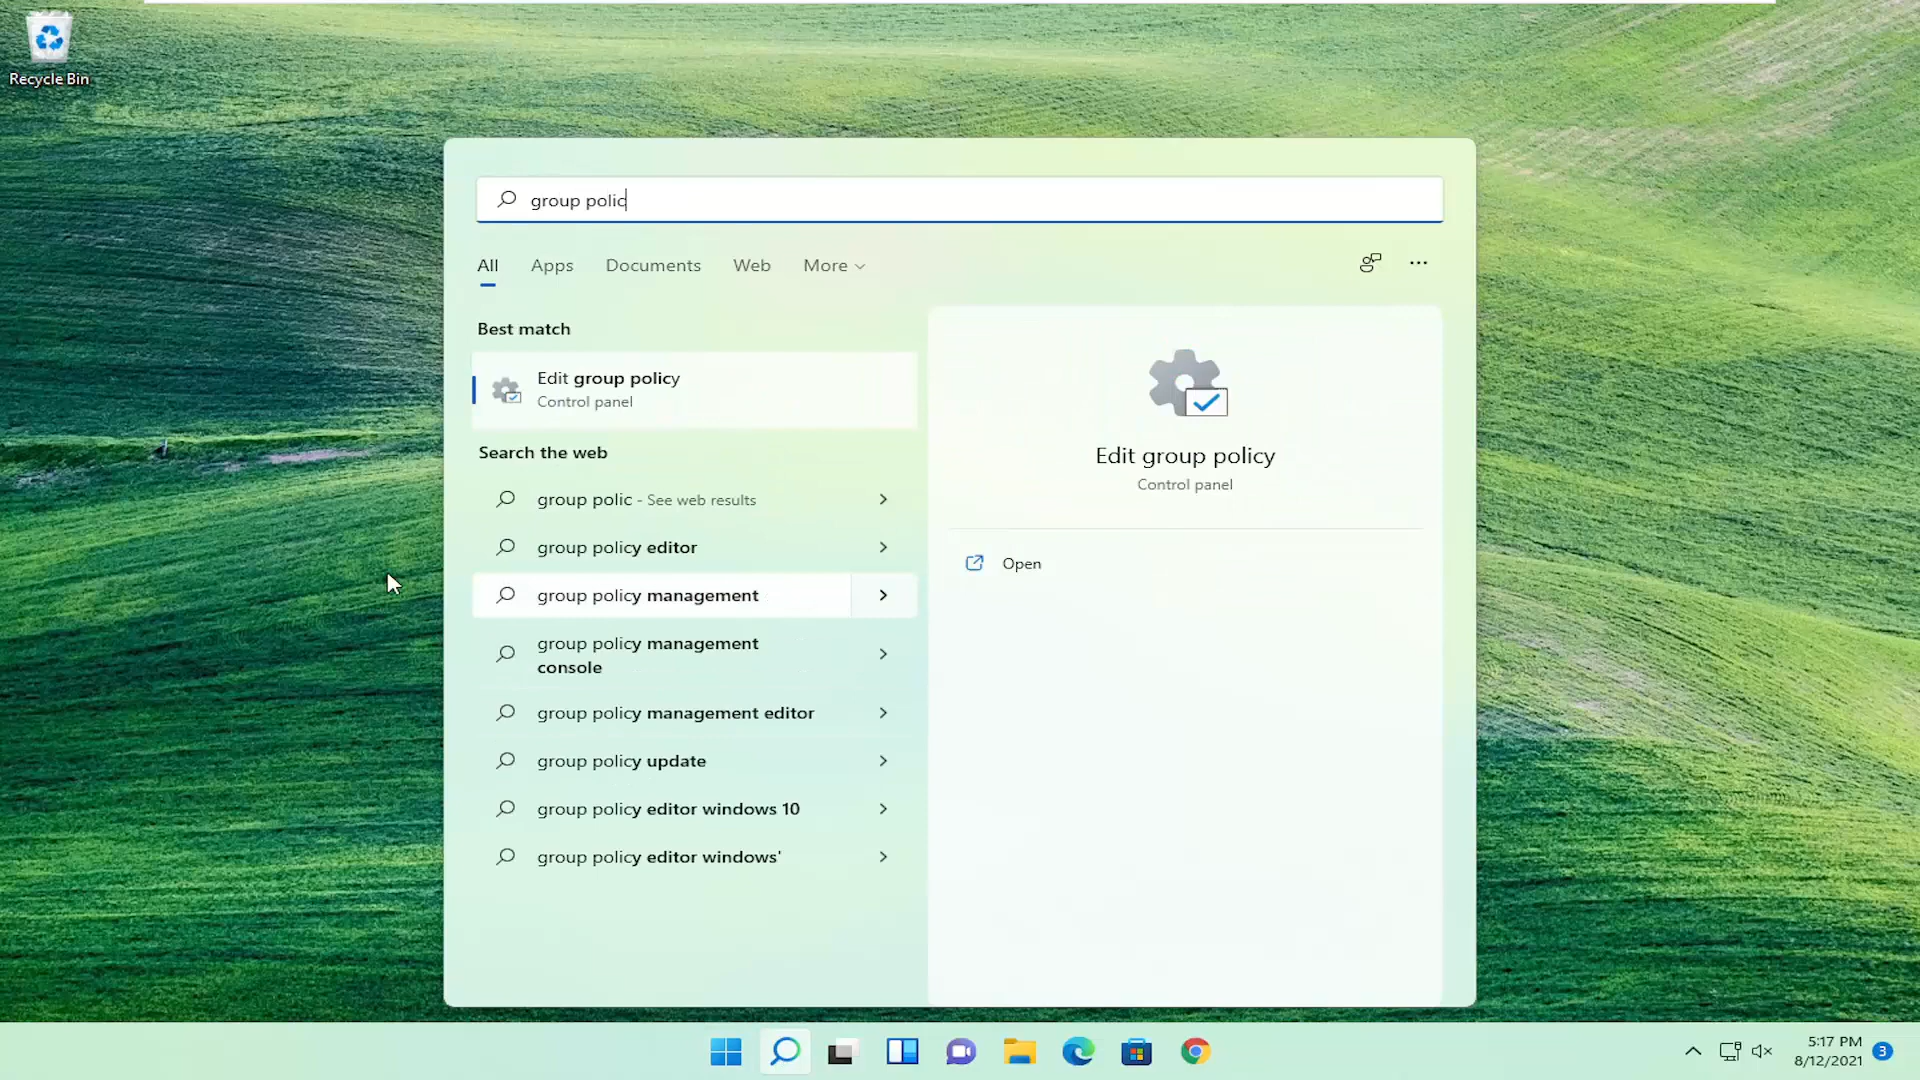 Recycle Bin
group polic
All Apps Documents Web More
Best match
Edit group policy
Control panel
Search the web
group polic - See web results
group policy editor
group policy management
group policy management
console
group policy management editor
group policy update
group policy editor windows 10
group policy editor windows'
Edit group policy
Control panel
Open
5:17 PM
8/12/2021
3